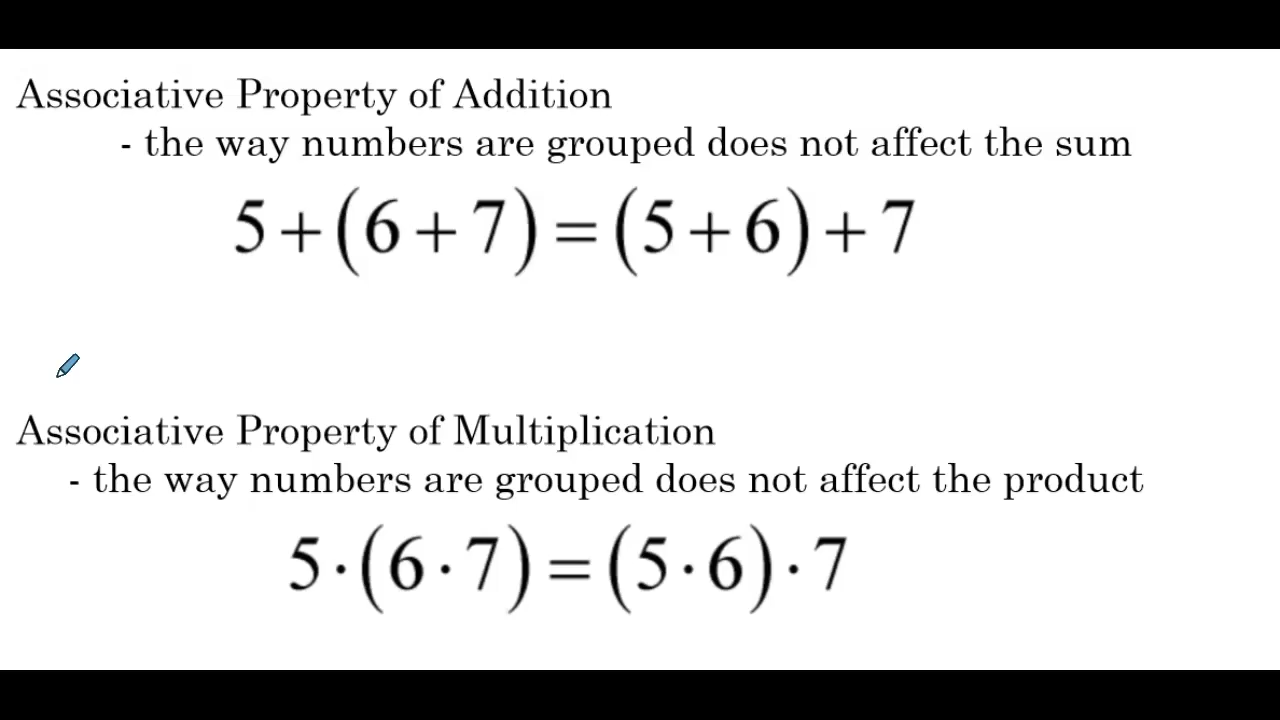 Associative Property of Addition
- the way numbers are grouped does not affect the sum
5+(6+7)=(5+6)+7
Associative Property of Multiplication
- the way numbers are grouped does not affect the product
5·(6·7)=(5·6)·7